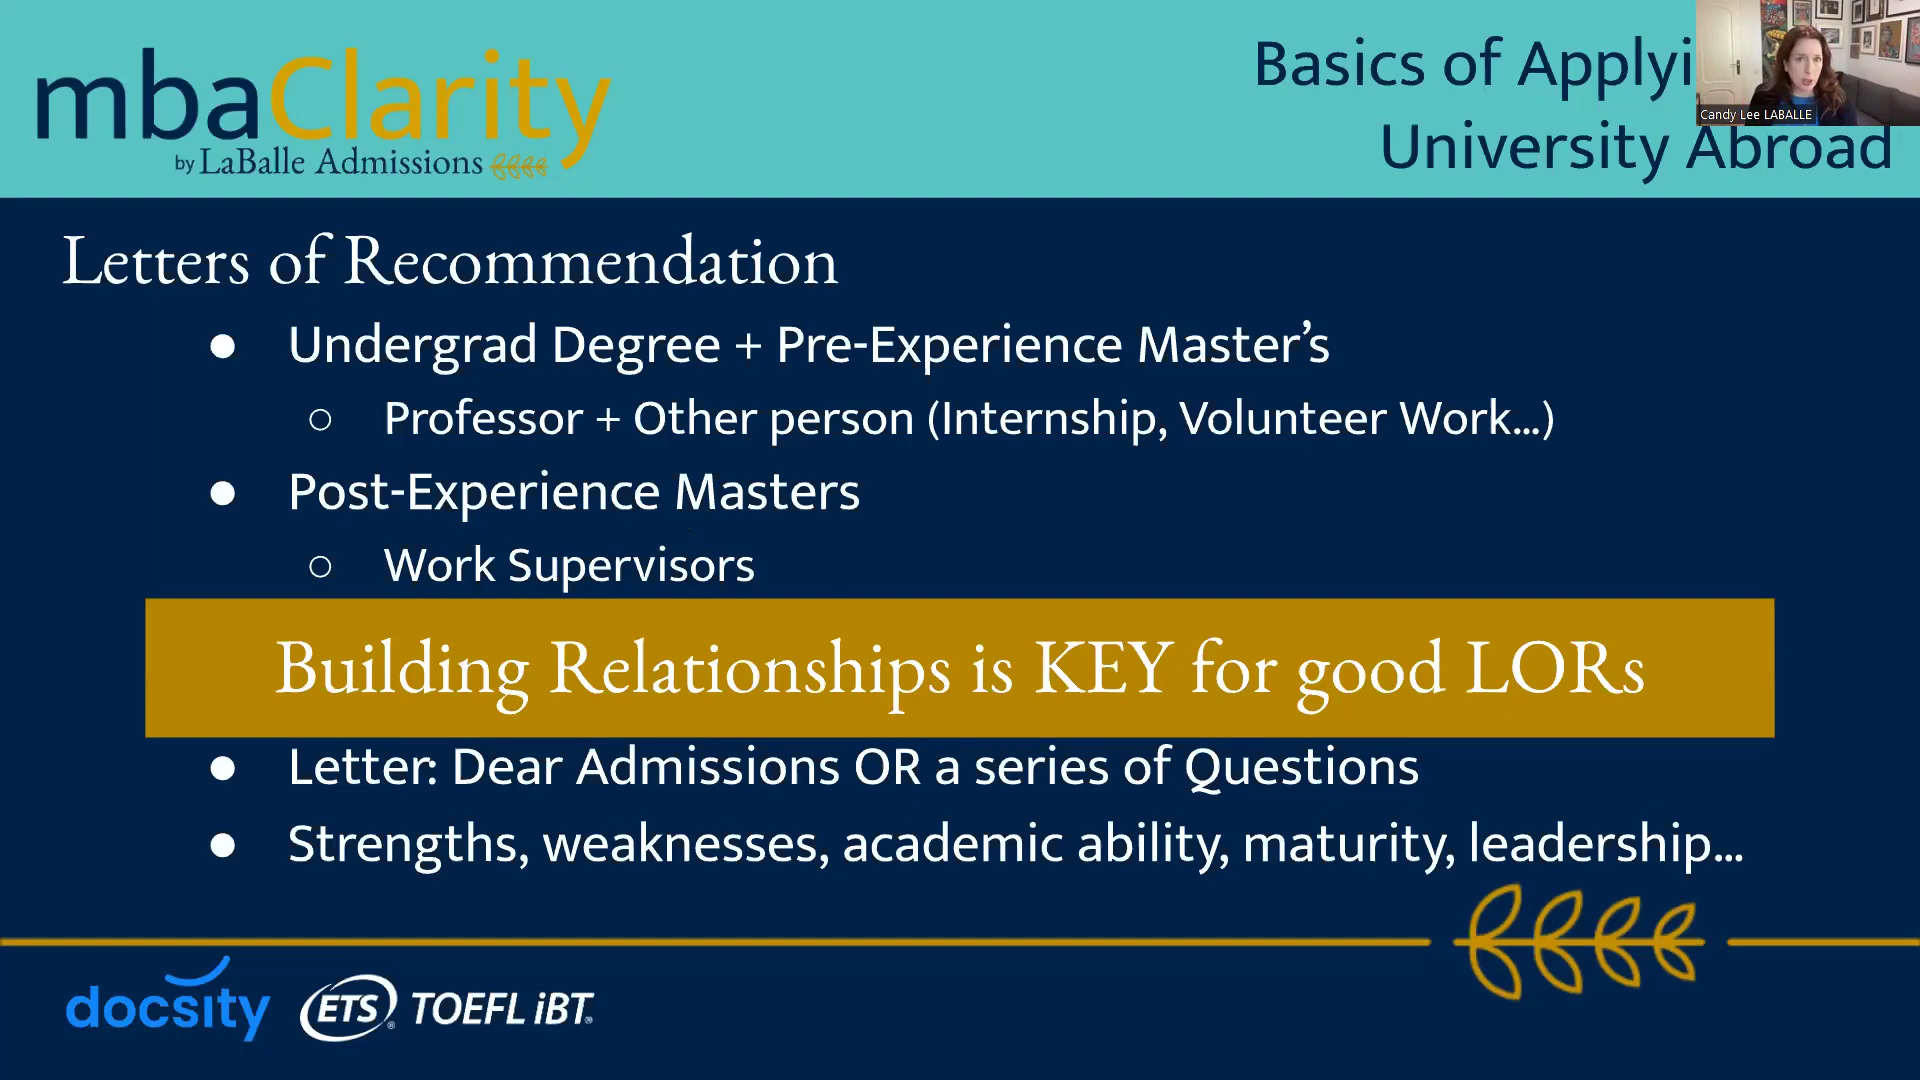 mbaClarity
by LaBalle Admissions
Basics of Applyi
University Abroad
Candy Lee LABALLE
Letters of Recommendation
● Undergrad Degree + Pre-Experience Master’s
○ Professor + Other person (Internship, Volunteer Work...)
● Post-Experience Masters
○ Work Supervisors
Building Relationships is KEY for good LORs
● Letter: Dear Admissions OR a series of Questions
● Strengths, weaknesses, academic ability, maturity, leadership...
docsity
ETS® TOEFL iBT®